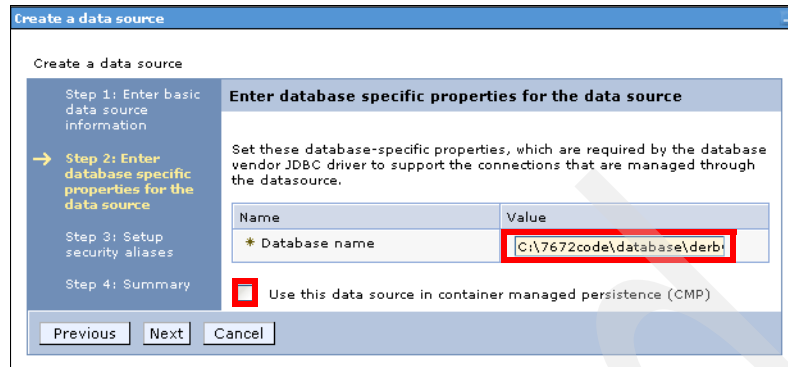 Create a data source
Create a data source
Step 1: Enter basic
data source
information
Step 2: Enter
database specific
properties for the
data source
Step 3: Setup
security aliases
Step 4: Summary
Enter database specific properties for the data source
Set these database-specific properties, which are required by the database
vendor JDBC driver to support the connections that are managed through
the datasource.
Name Value
* Database name C:\7672code\database\derb
Use this data source in container managed persistence (CMP)
Previous Next Cancel